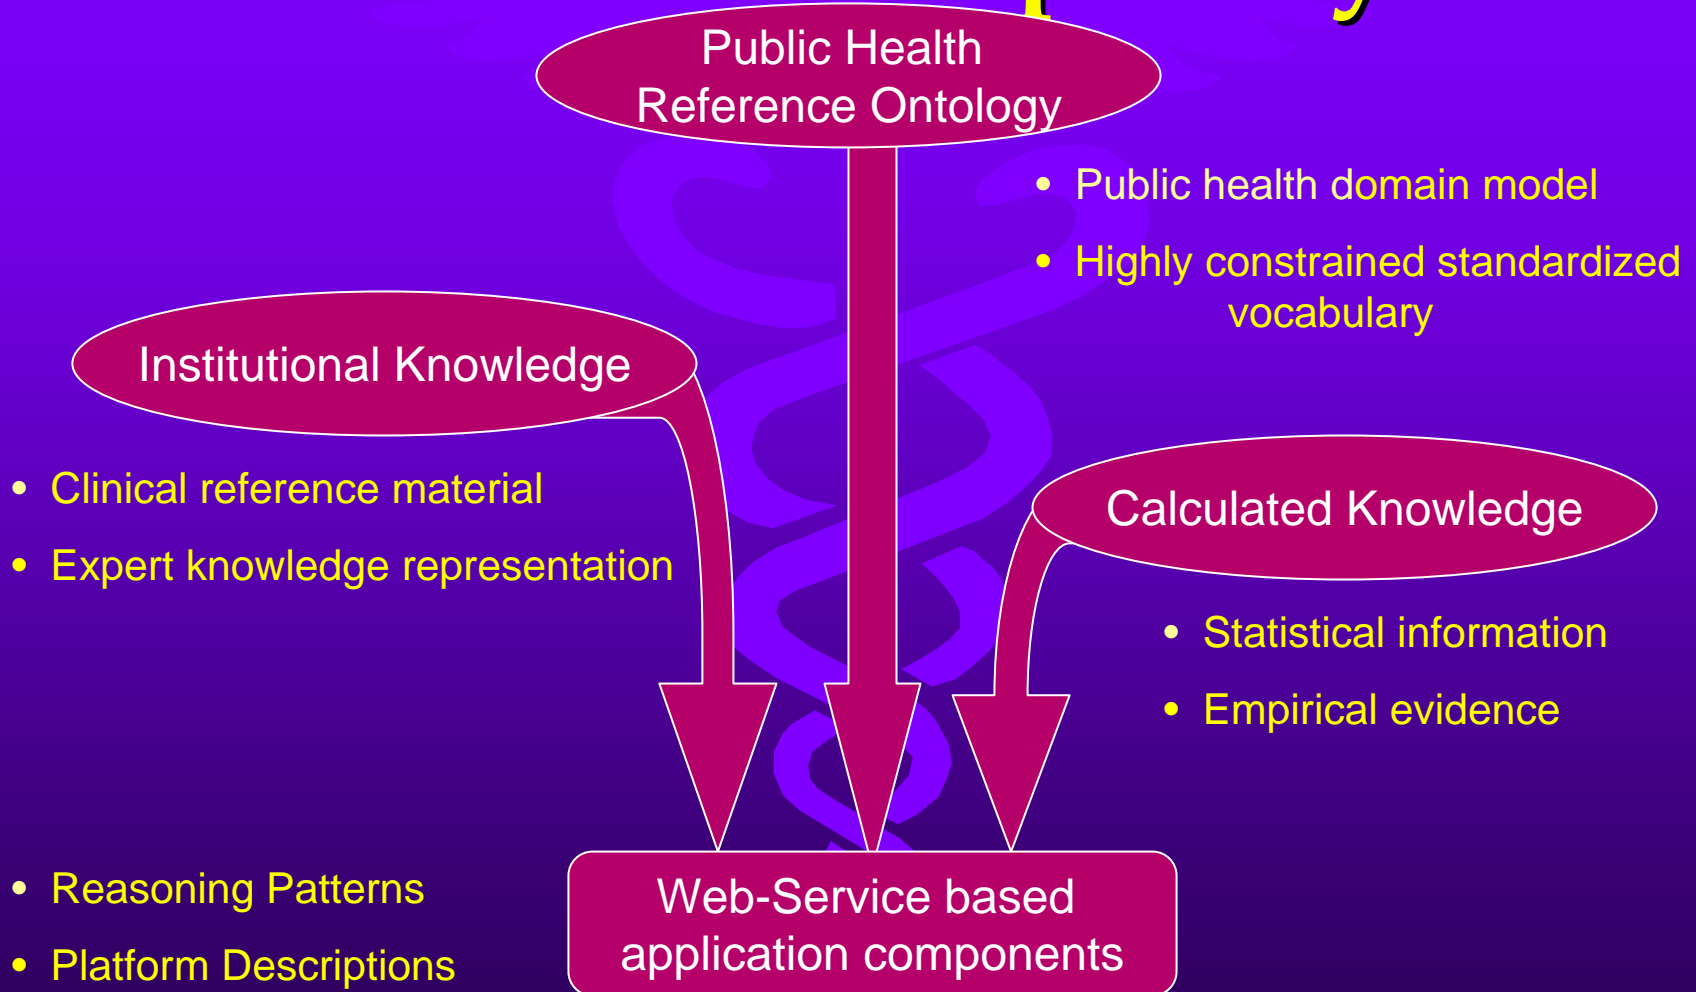 Public Health
Reference Ontology
• Public health domain model
• Highly constrained standardized
vocabulary
Institutional Knowledge
• Clinical reference material
• Expert knowledge representation
Calculated Knowledge
• Statistical information
• Empirical evidence
• Reasoning Patterns
• Platform Descriptions
Web-Service based
application components